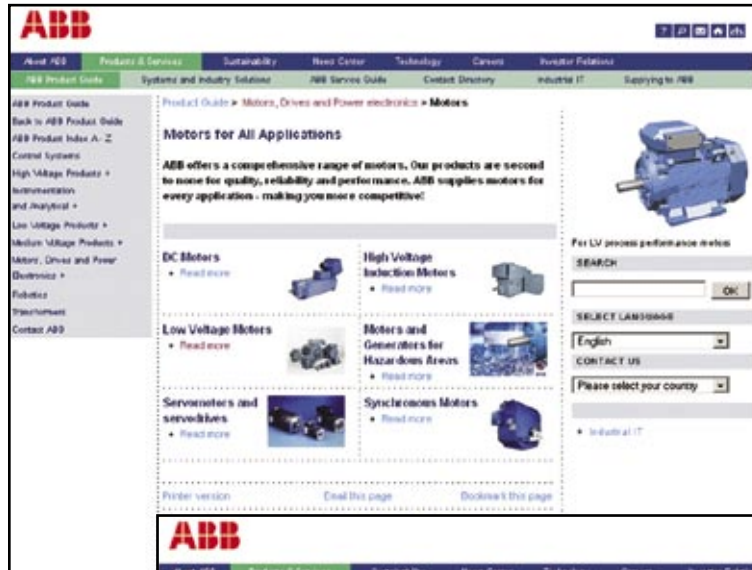 ABB
About ABB Products & Services Sustainability News Center Technology Careers Investor Relations
ABB Product Guide Systems and Industry Solutions ABB Service Guide Contact Directory Industrial IT Supplying to ABB
ABB Product Guide
Back to ABB Product Guide
ABB Product Index A - Z
Control Systems
High Voltage Products +
Instrumentation
and Analytical +
Low Voltage Products +
Medium Voltage Products +
Motors, Drives and Power
Electronics +
Robotics
Transformers
Contact ABB
Product Guide > Motors, Drives and Power electronics > Motors
Motors for All Applications
ABB offers a comprehensive range of motors. Our products are second
to none for quality, reliability and performance. ABB supplies motors for
every application - making you more competitive!
DC Motors
• Read more
High Voltage
Induction Motors
• Read more
Low Voltage Motors
• Read more
Motors and
Generators for
Hazardous Areas
• Read more
Servomotors and
servodrives
• Read more
Synchronous Motors
• Read more
Printer version Email this page Bookmark this page
For LV process performance motors
SEARCH
OK
SELECT LANGUAGE
English
CONTACT US
Please select your country
• Industrial IT
ABB